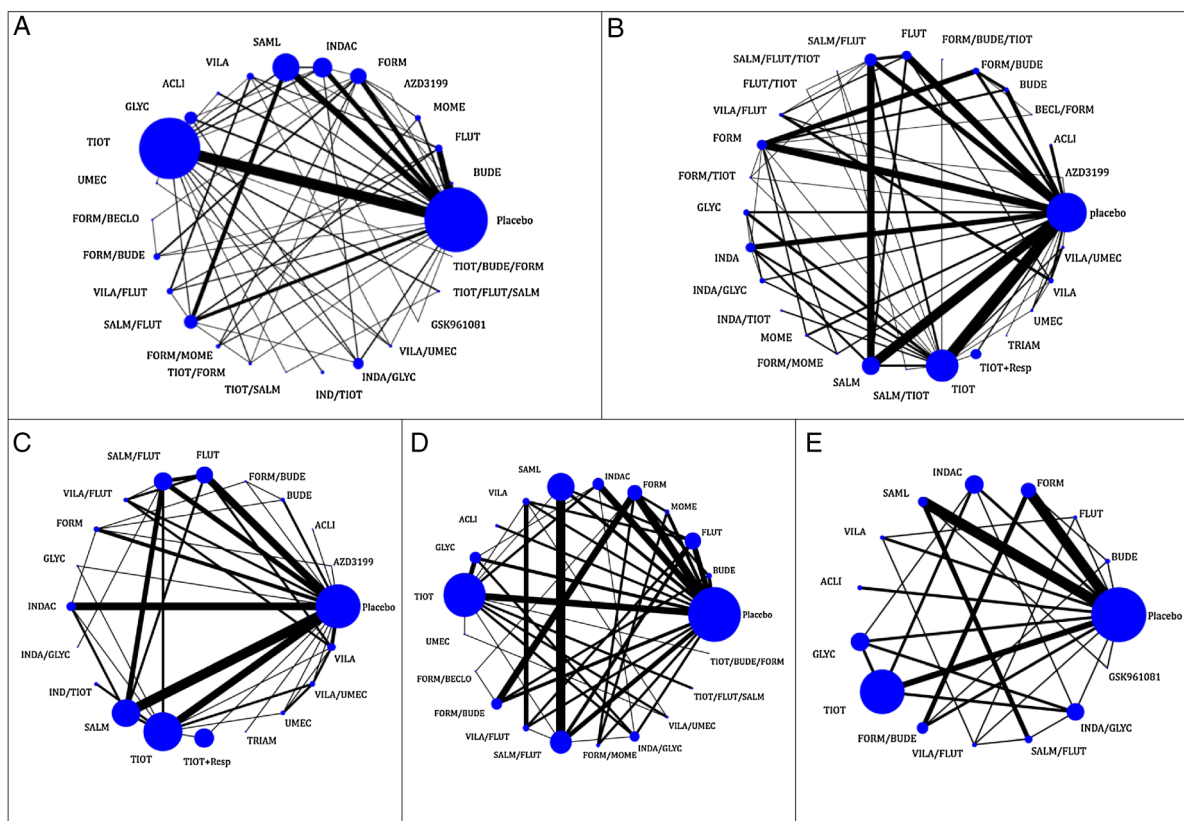 A
SAML
INDAC
FORM
VILA
AZD3199
ACLI
MOME
GLYC
FLUT
TIOT
BUDE
UMEC
Placebo
FORM/BECLO
FORM/BUDE
TIOT/BUDE/FORM
VILA/FLUT
TIOT/FLUT/SALM
SALM/FLUT
GSK961081
FORM/MOME
VILA/UMEC
TIOT/FORM
INDA/GLYC
TIOT/SALM
IND/TIOT
B
SALM/FLUT
FLUT
FORM/BUDE/TIOT
SALM/FLUT/TIOT
FORM/BUDE
FLUT/TIOT
BUDE
VILA/FLUT
BECL/FORM
FORM
ACLI
FORM/TIOT
AZD3199
GLYC
placebo
INDA
VILA/UMEC
INDA/GLYC
VILA
INDA/TIOT
UMEC
MOME
TRIAM
FORM/MOME
TIOT+Resp
SALM
TIOT
SALM/TIOT
C
SALM/FLUT
FLUT
FORM/BUDE
VILA/FLUT
BUDE
FORM
ACLI
GLYC
AZD3199
INDAC
Placebo
INDA/GLYC
VILA
IND/TIOT
VILA/UMEC
SALM
UMEC
TIOT
TRIAM
TIOT+Resp
D
SAML
INDAC
FORM
VILA
MOME
ACLI
FLUT
GLYC
BUDE
TIOT
Placebo
UMEC
TIOT/BUDE/FORM
FORM/BECLO
TIOT/FLUT/SALM
FORM/BUDE
VILA/UMEC
VILA/FLUT
INDA/GLYC
SALM/FLUT
FORM/MOME
E
INDAC
FORM
SAML
FLUT
VILA
BUDE
ACLI
Placebo
GLYC
GSK961081
TIOT
INDA/GLYC
FORM/BUDE
SALM/FLUT
VILA/FLUT